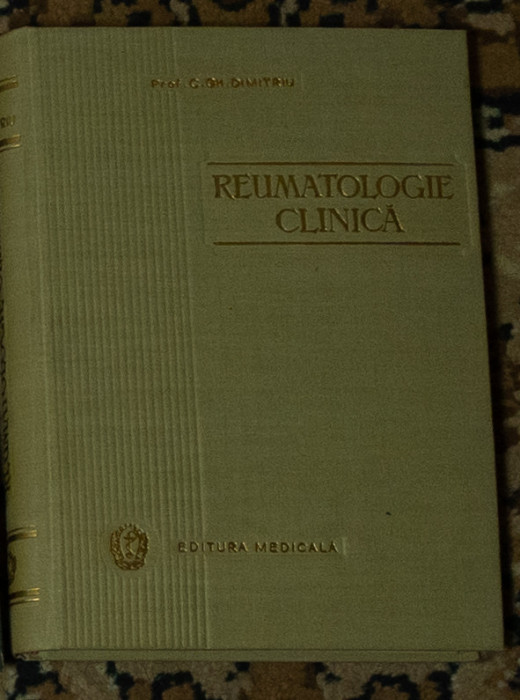 Prof. C. GH. DIMITRIU
REUMATOLOGIE
CLINICĂ
EDITURA MEDICALĂ